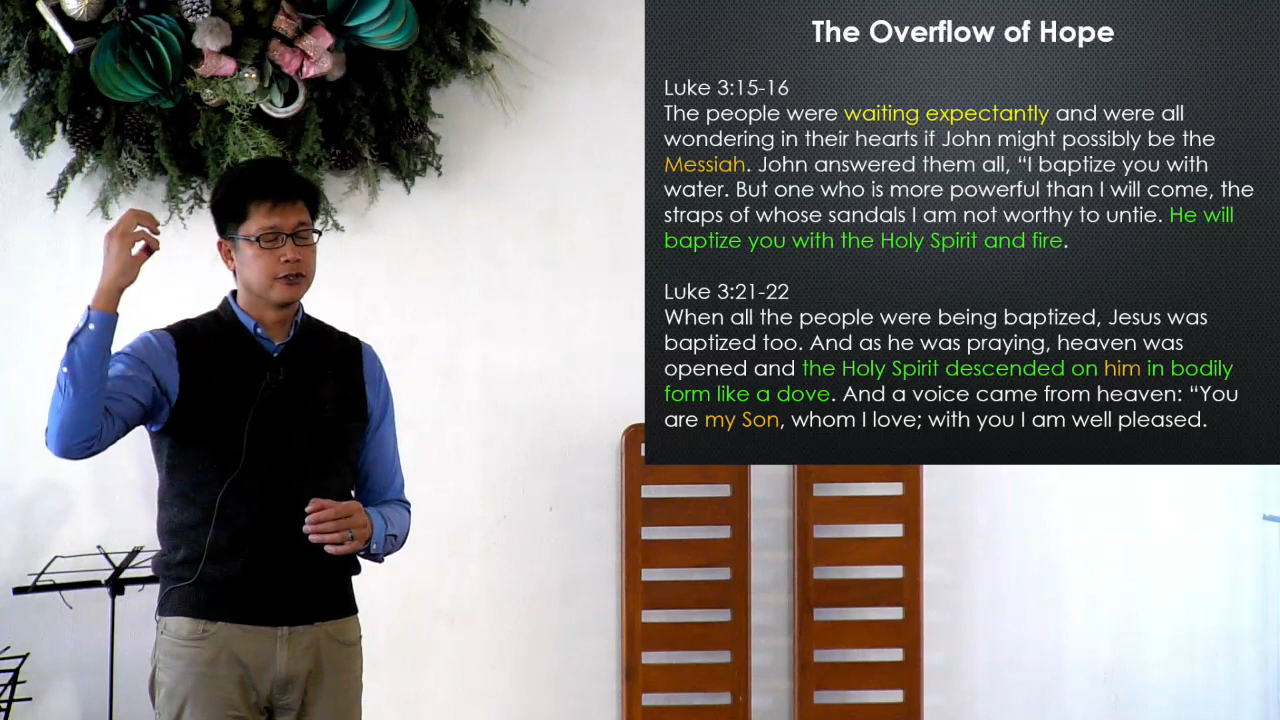 The Overflow of Hope
Luke 3:15-16
The people were waiting expectantly and were all
wondering in their hearts if John might possibly be the
Messiah. John answered them all, “I baptize you with
water. But one who is more powerful than I will come, the
straps of whose sandals I am not worthy to untie. He will
baptize you with the Holy Spirit and fire.
Luke 3:21-22
When all the people were being baptized, Jesus was
baptized too. And as he was praying, heaven was
opened and the Holy Spirit descended on him in bodily
form like a dove. And a voice came from heaven: “You
are my Son, whom I love; with you I am well pleased.